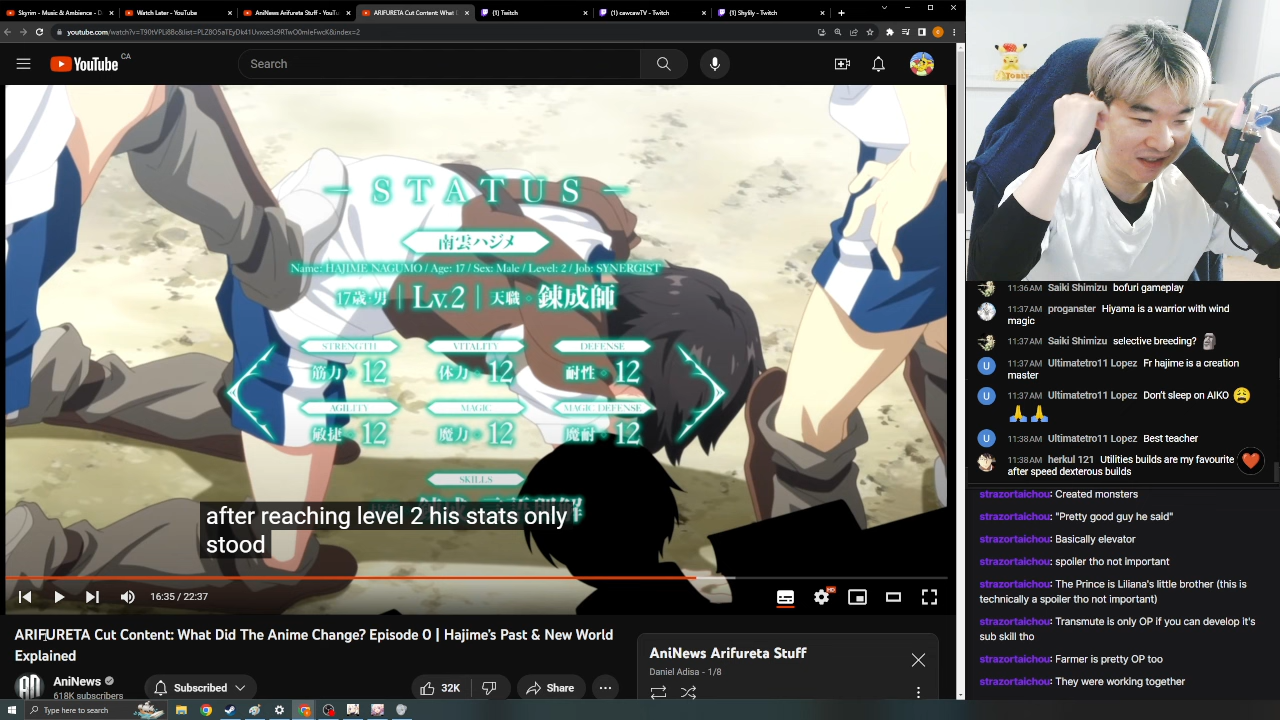 Slgrim - Music & Ambience - D
Watch Later - YouTube
AniNews Arifureta Stuff - YouTu
ARIFURETA Cut Content: What
(1) Twitch
(1) cawcawTV - Twitch
(1) Shylily - Twitch
youtube.com/watch?v=T90tVPLi8Bc&list=PLZ8O5aTEyDk41Uvxce3c9RTwO0mIeFwcK&index=2
YouTube CA
Search
STATUS
南雲ハジメ
Name: HAJIME NAGUMO / Age: 17 / Sex: Male / Level: 2 / Job: SYNERGIST
17歳・男 | Lv.2 | 天職 錬成師
STRENGTH VITALITY DEFENSE
筋力 12 体力 12 耐性 12
AGILITY MAGIC MAGIC DEFENSE
敏捷 12 魔力 12 魔耐 12
SKILLS
after reaching level 2 his stats only
stood
16:35 / 22:37
HD
ARIFURETA Cut Content: What Did The Anime Change? Episode 0 | Hajime's Past & New World
Explained
AniNews
618K subscribers
Subscribed
32K
Share
AniNews Arifureta Stuff
Daniel Adisa - 1/8
11:36 AM Saiki Shimizu bofuri gameplay
11:37 AM proganster Hiyama is a warrior with wind
magic
11:37 AM Saiki Shimizu selective breeding? 🗿
11:37 AM Ultimatetro11 Lopez Fr hajime is a creation
master
11:37 AM Ultimatetro11 Lopez Don't sleep on AIKO 😩
🙏🙏
11:38 AM Ultimatetro11 Lopez Best teacher
11:38 AM herkul 121 Utilities builds are my favourite
after speed dexterous builds
strazortaichou: Created monsters
strazortaichou: "Pretty good guy he said"
strazortaichou: Basically elevator
strazortaichou: spoiler tho not important
strazortaichou: The Prince is Liliana's little brother (this is
technically a spoiler tho not important)
strazortaichou: Transmute is only OP if you can develop it's
sub skill tho
strazortaichou: Farmer is pretty OP too
strazortaichou: They were working together
Type here to search